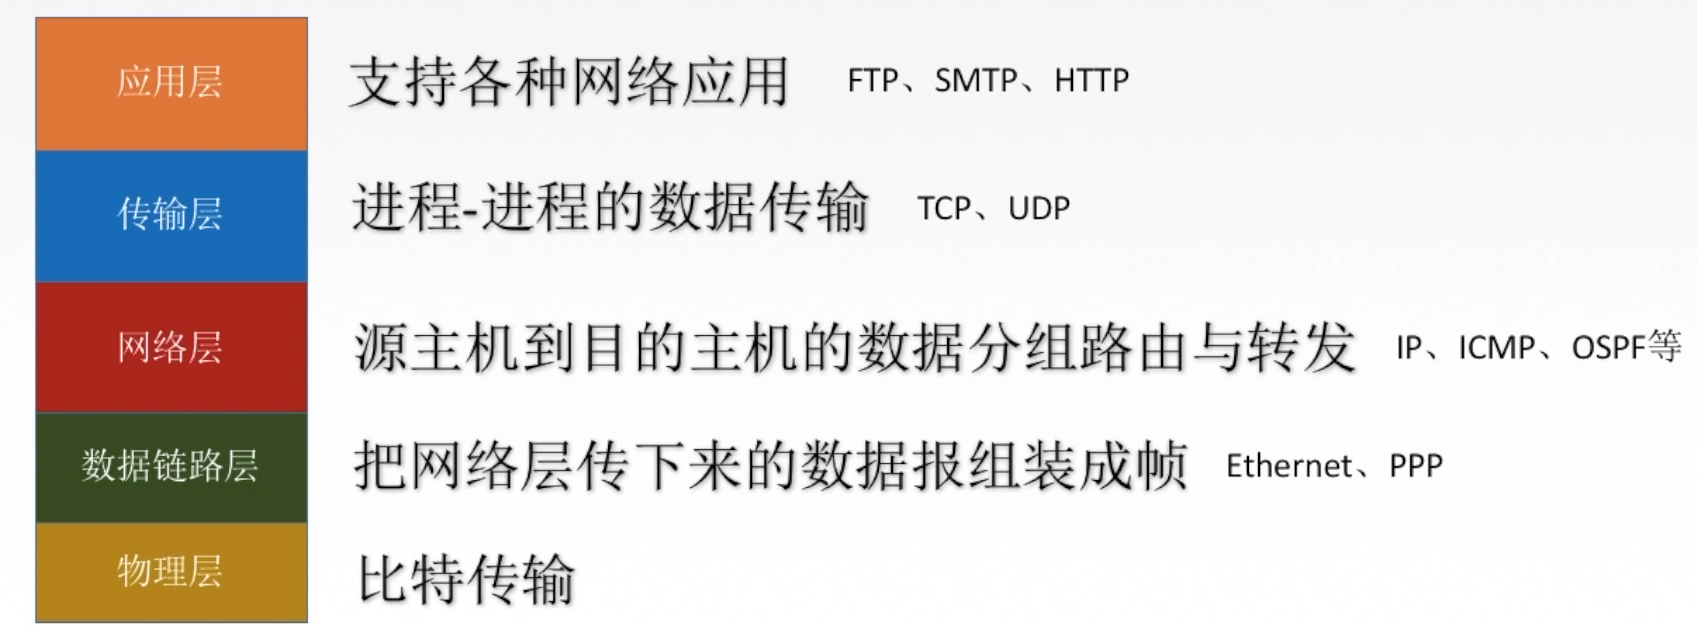 应用层 支持各种网络应用 FTP、SMTP、HTTP
传输层 进程-进程的数据传输 TCP、UDP
网络层 源主机到目的主机的数据分组路由与转发 IP、ICMP、OSPF等
数据链路层 把网络层传下来的数据报组装成帧 Ethernet、PPP
物理层 比特传输